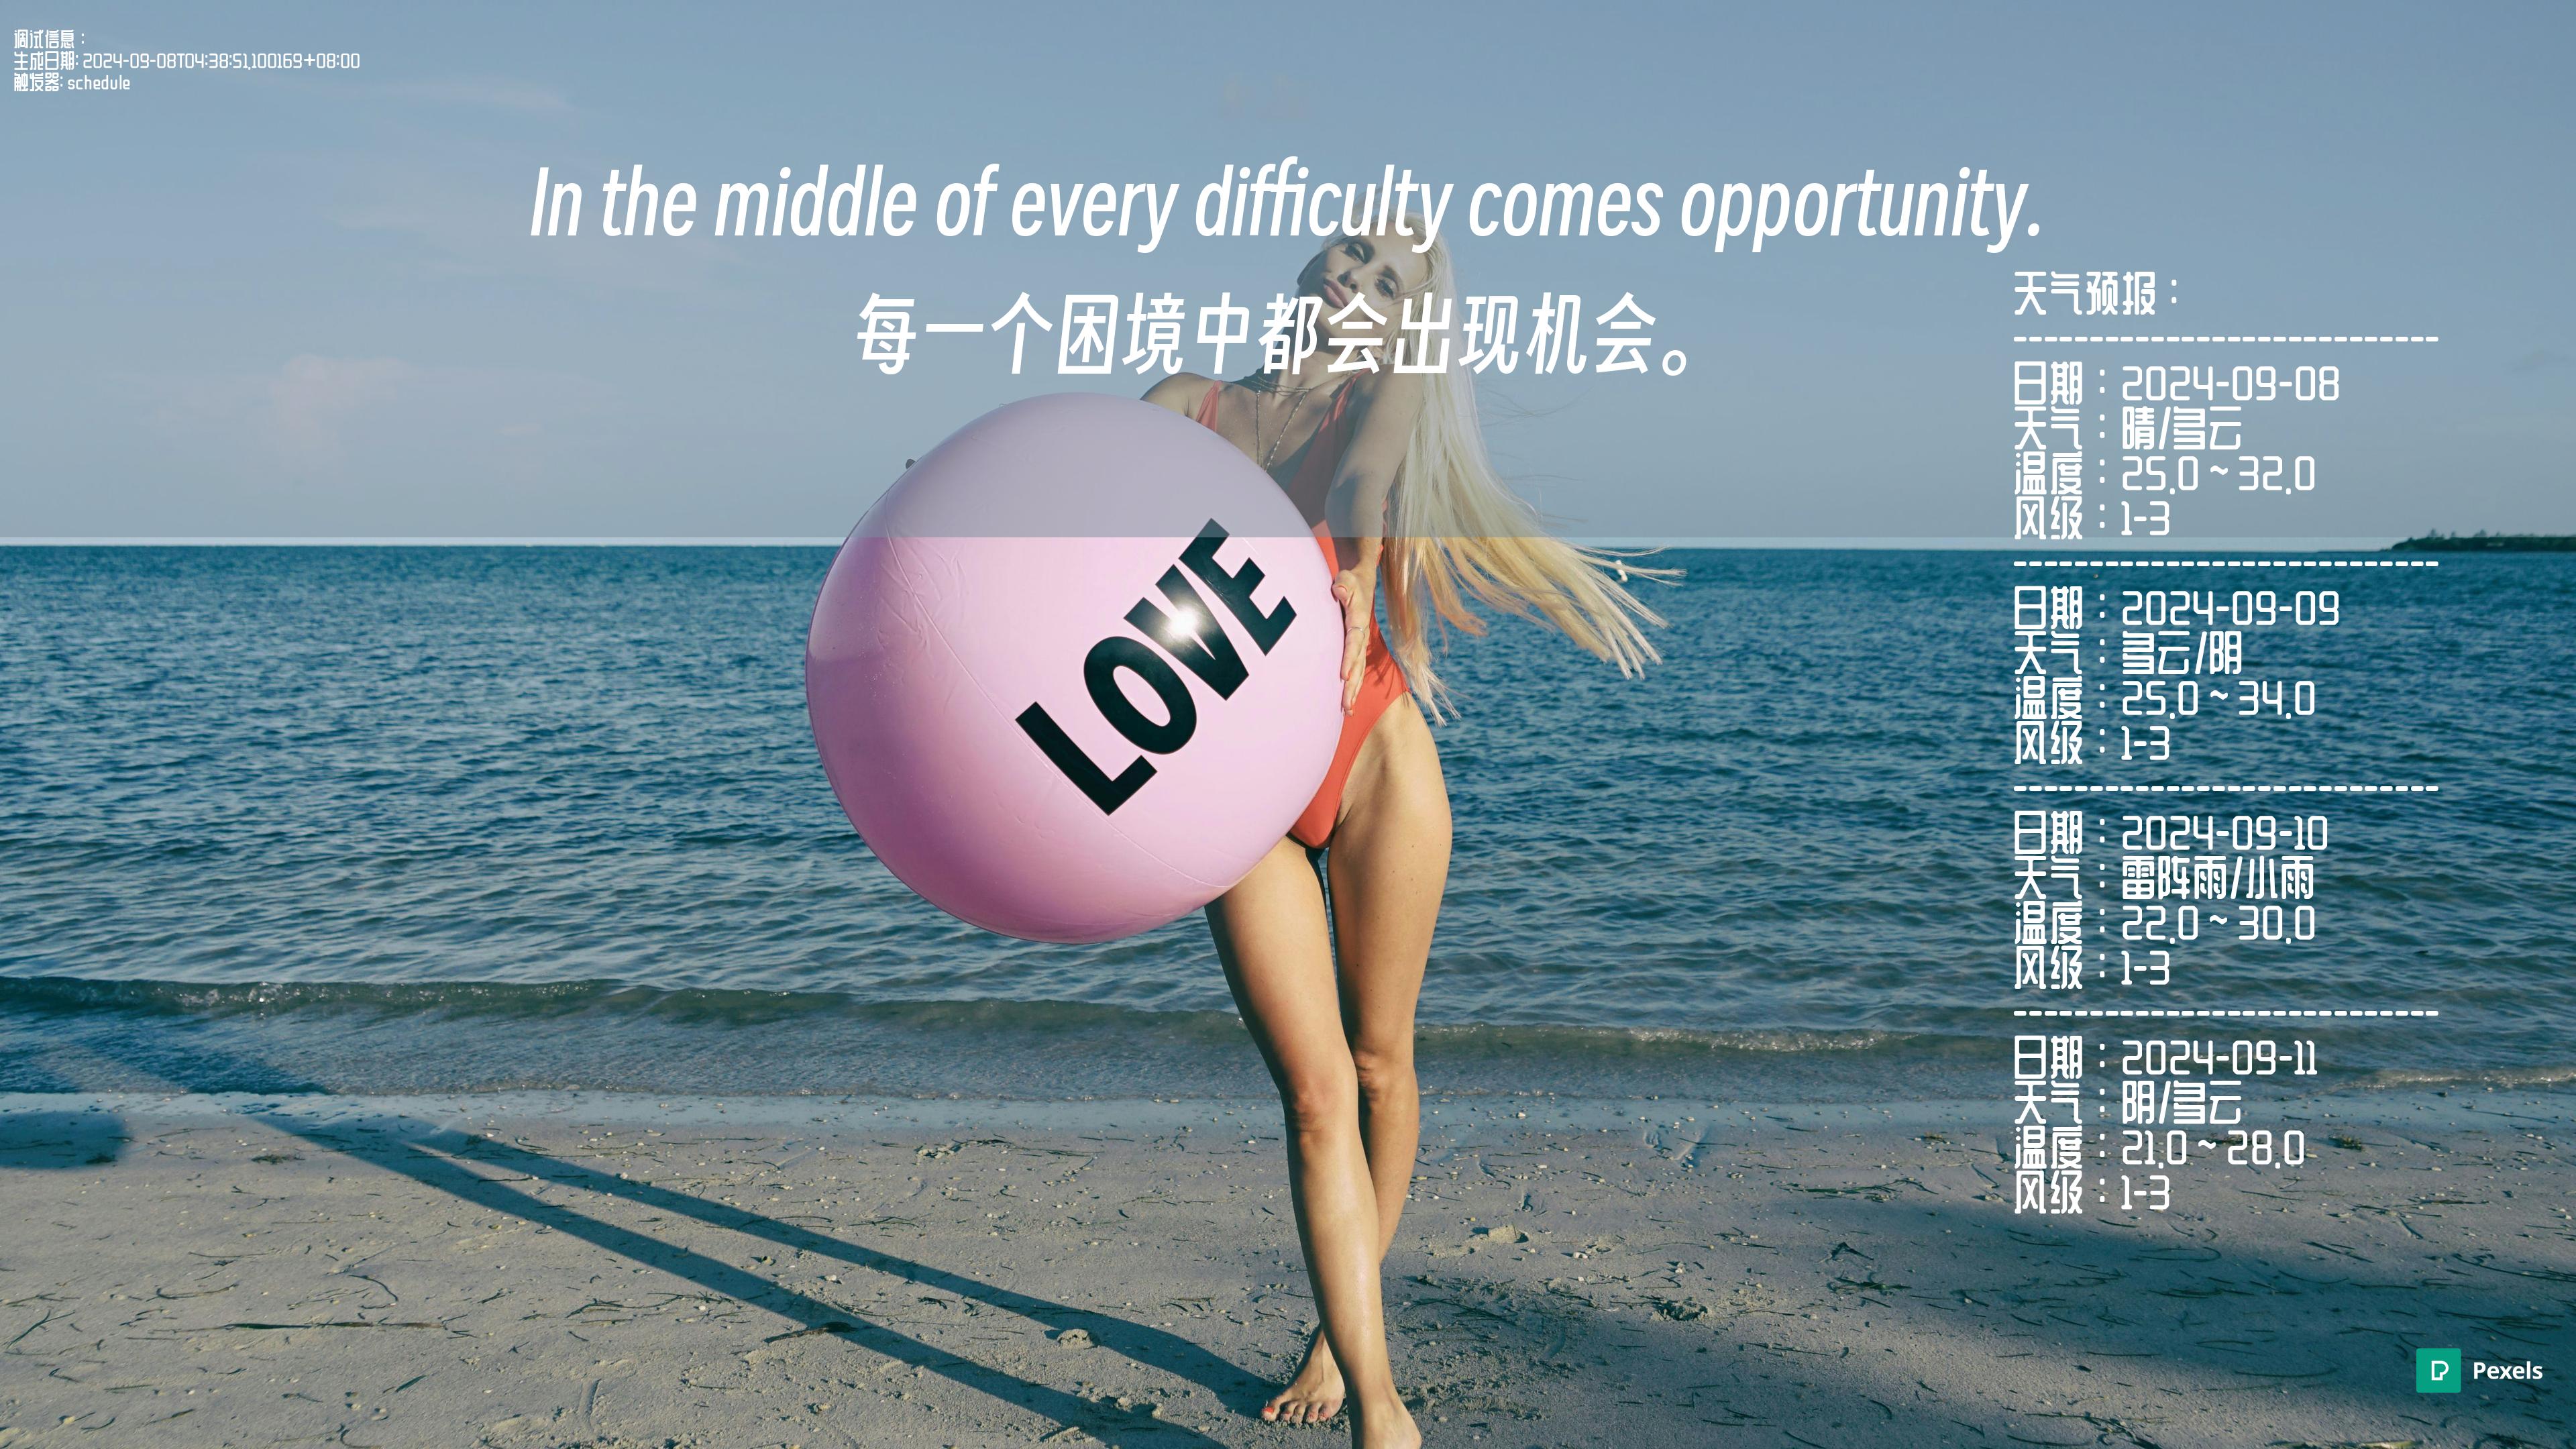 调试信息：
生成日期: 2024-09-08T04:38:51.100169+08:00
触发器: schedule
In the middle of every difficulty comes opportunity.
每一个困境中都会出现机会。
LOVE
天气预报：
----------------------------
日期：2024-09-08
天气：晴/多云
温度：25.0 ~ 32.0
风级：1-3
----------------------------
日期：2024-09-09
天气：多云/阴
温度：25.0 ~ 34.0
风级：1-3
----------------------------
日期：2024-09-10
天气：雷阵雨/小雨
温度：22.0 ~ 30.0
风级：1-3
----------------------------
日期：2024-09-11
天气：阴/多云
温度：21.0 ~ 28.0
风级：1-3
Pexels